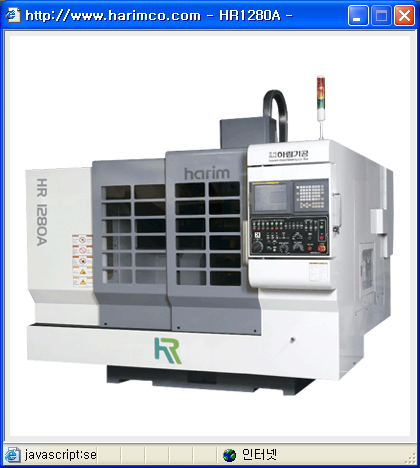 http://www.harimco.com - HR1280A -
하림기공
harim
HR 1280A
HR
javascript:se
인터넷